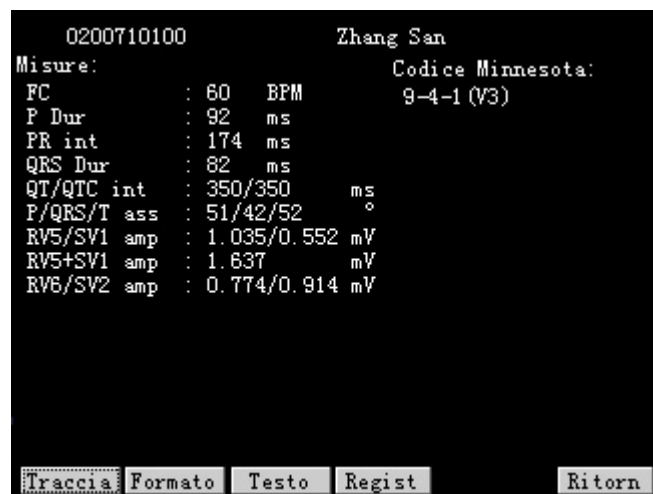 0200710100 Zhang San
Misure: Codice Minnesota:
FC : 60 BPM 9-4-1(V3)
P Dur : 92 ms
PR int : 174 ms
QRS Dur : 82 ms
QT/QTC int : 350/350 ms
P/QRS/T ass : 51/42/52 °
RV5/SV1 amp : 1.035/0.552 mV
RV5+SV1 amp : 1.637 mV
RV6/SV2 amp : 0.774/0.914 mV
Traccia Formato Testo Regist Ritorn